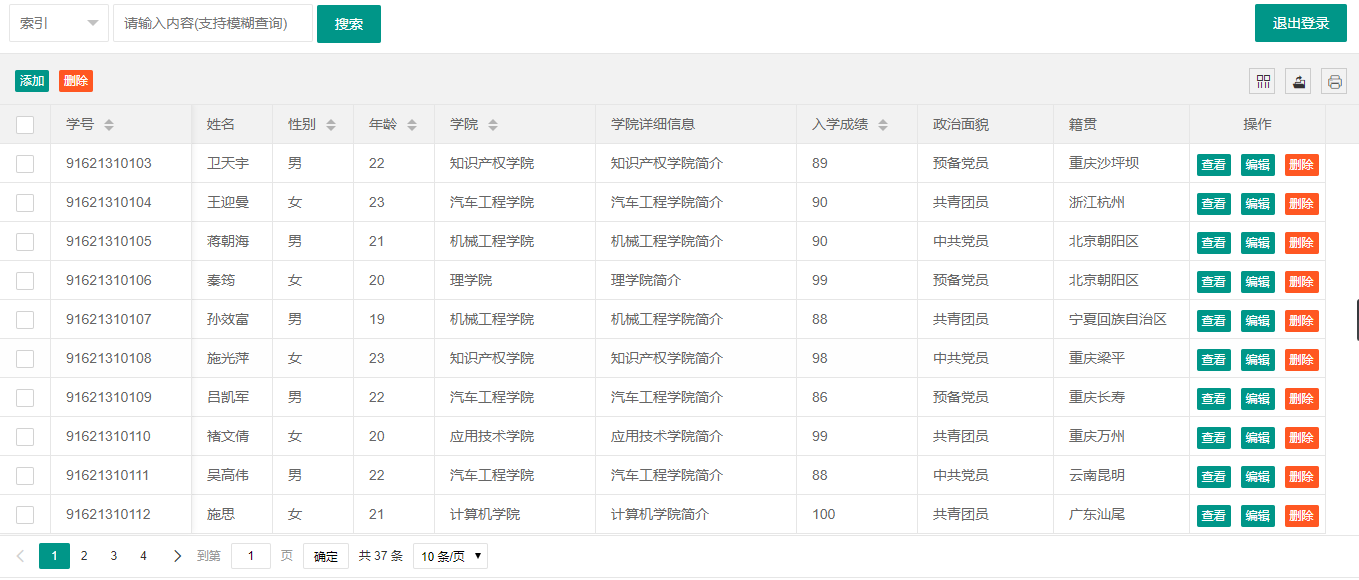 索引 请输入内容(支持模糊查询) 搜索 退出登录
添加 删除
学号 姓名 性别 年龄 学院 学院详细信息 入学成绩 政治面貌 籍贯 操作
91621310103 卫天宇 男 22 知识产权学院 知识产权学院简介 89 预备党员 重庆沙坪坝 查看 编辑 删除
91621310104 王迎曼 女 23 汽车工程学院 汽车工程学院简介 90 共青团员 浙江杭州 查看 编辑 删除
91621310105 蒋朝海 男 21 机械工程学院 机械工程学院简介 90 中共党员 北京朝阳区 查看 编辑 删除
91621310106 秦筠 女 20 理学院 理学院简介 99 预备党员 北京朝阳区 查看 编辑 删除
91621310107 孙效富 男 19 机械工程学院 机械工程学院简介 88 共青团员 宁夏回族自治区 查看 编辑 删除
91621310108 施光萍 女 23 知识产权学院 知识产权学院简介 98 中共党员 重庆梁平 查看 编辑 删除
91621310109 吕凯军 男 22 汽车工程学院 汽车工程学院简介 86 预备党员 重庆长寿 查看 编辑 删除
91621310110 褚文倩 女 20 应用技术学院 应用技术学院简介 99 共青团员 重庆万州 查看 编辑 删除
91621310111 吴高伟 男 22 汽车工程学院 汽车工程学院简介 88 中共党员 云南昆明 查看 编辑 删除
91621310112 施思 女 21 计算机学院 计算机学院简介 100 共青团员 广东汕尾 查看 编辑 删除
1 2 3 4 到第 1 页 确定 共 37 条 10 条/页